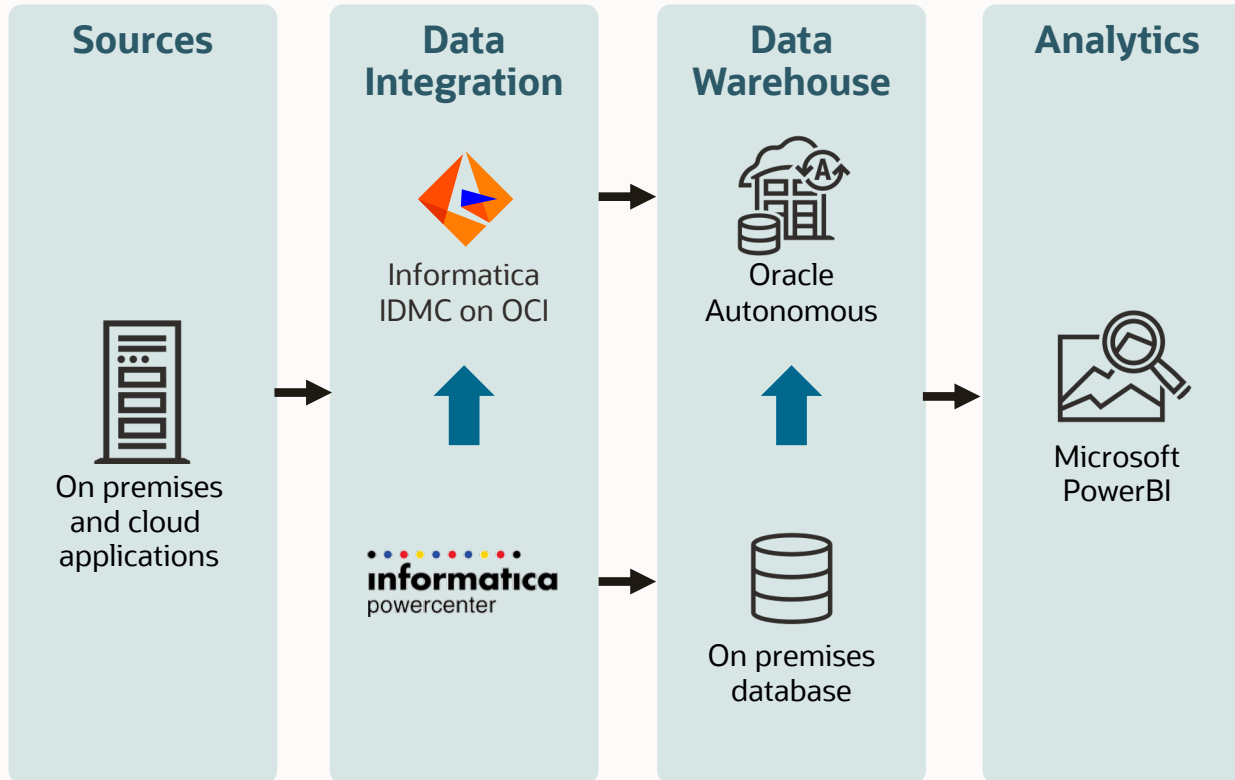 Sources
On premises
and cloud
applications
Data
Integration
Informatica
IDMC on OCI
informatica
powercenter
Data
Warehouse
A
Oracle
Autonomous
On premises
database
Analytics
Microsoft
PowerBI